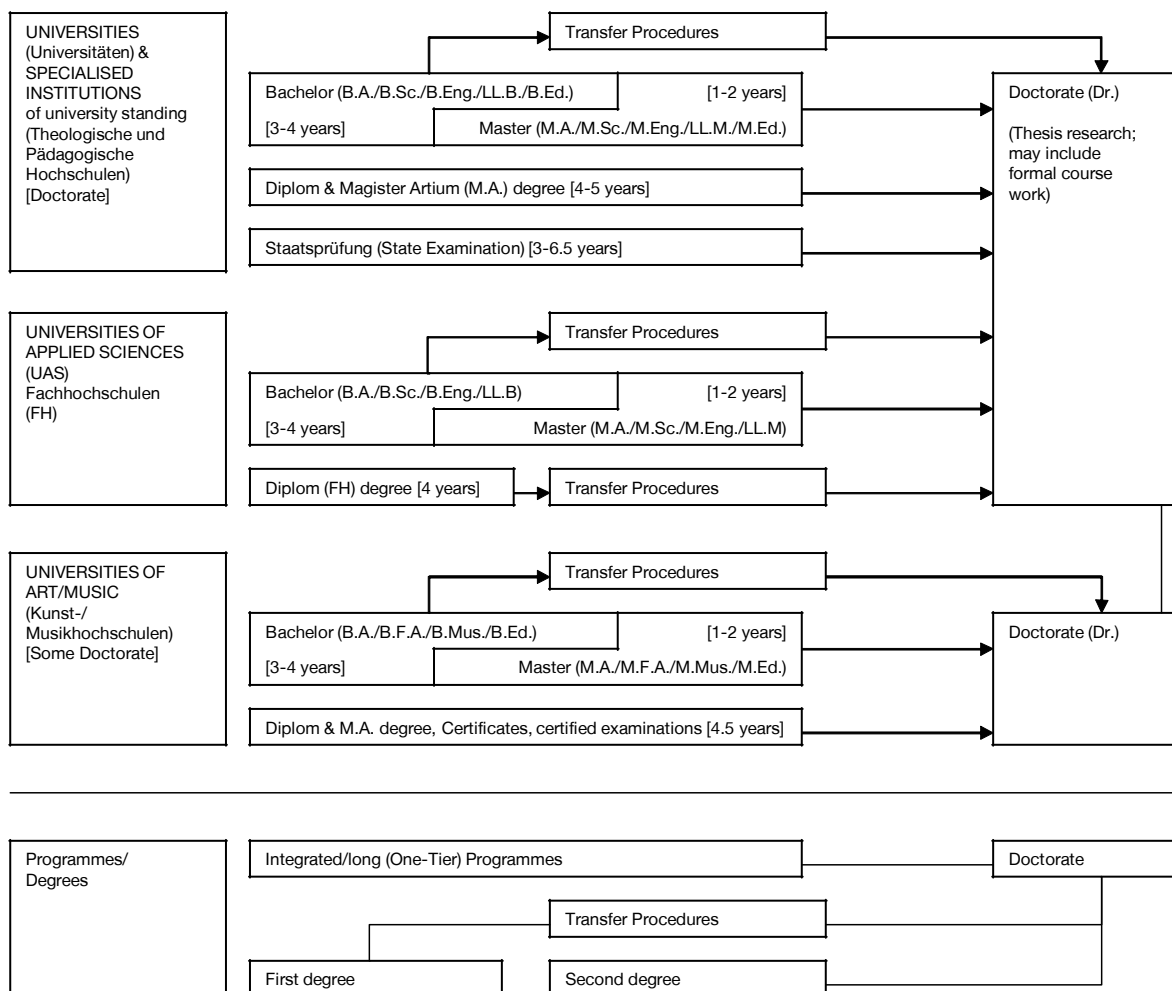 UNIVERSITIES
(Universitäten) &
SPECIALISED
INSTITUTIONS
of university standing
(Theologische und
Pädagogische
Hochschulen)
[Doctorate]
Transfer Procedures
Bachelor (B.A./B.Sc./B.Eng./LL.B./B.Ed.)
[1-2 years]
[3-4 years]
Master (M.A./M.Sc./M.Eng./LL.M./M.Ed.)
Diplom & Magister Artium (M.A.) degree [4-5 years]
Staatsprüfung (State Examination) [3-6.5 years]
Doctorate (Dr.)
(Thesis research;
may include
formal course
work)
UNIVERSITIES OF
APPLIED SCIENCES
(UAS)
Fachhochschulen
(FH)
Transfer Procedures
Bachelor (B.A./B.Sc./B.Eng./LL.B)
[1-2 years]
[3-4 years]
Master (M.A./M.Sc./M.Eng./LL.M)
Diplom (FH) degree [4 years]
Transfer Procedures
UNIVERSITIES OF
ART/MUSIC
(Kunst-/
Musikhochschulen)
[Some Doctorate]
Transfer Procedures
Bachelor (B.A./B.F.A./B.Mus./B.Ed.)
[1-2 years]
[3-4 years]
Master (M.A./M.F.A./M.Mus./M.Ed.)
Diplom & M.A. degree, Certificates, certified examinations [4.5 years]
Doctorate (Dr.)
Programmes/
Degrees
Integrated/long (One-Tier) Programmes
Doctorate
Transfer Procedures
First degree
Second degree